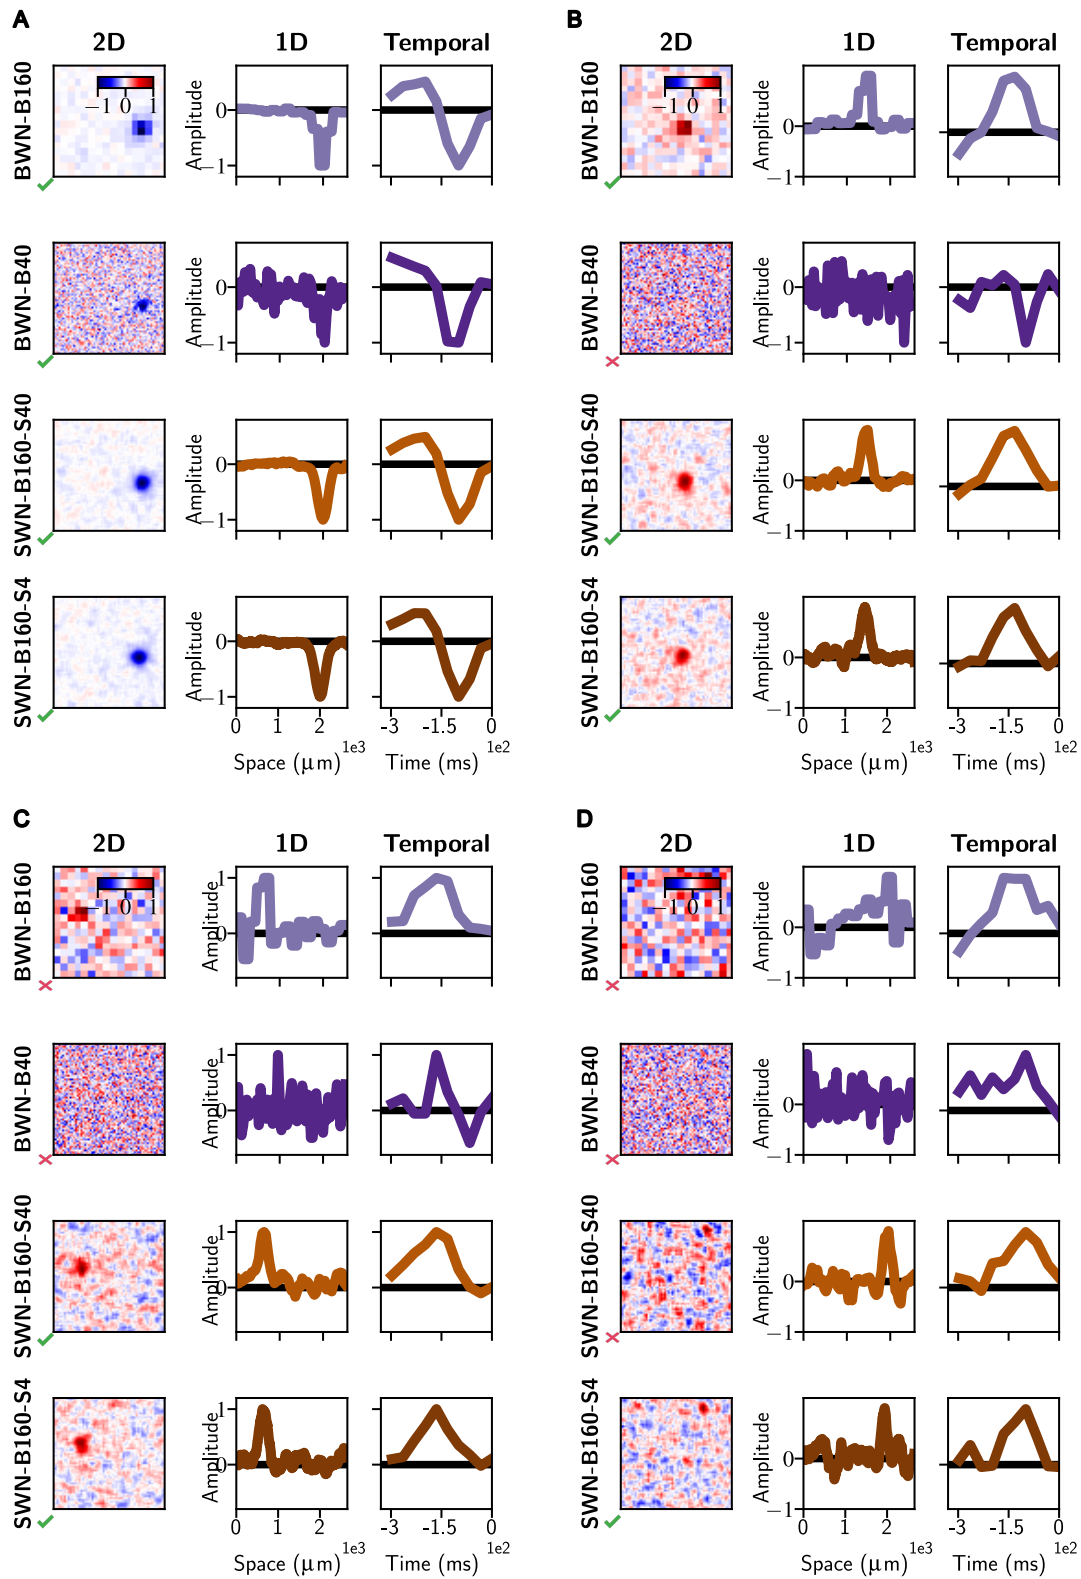 A
2D 1D Temporal
BWN-B160
−1 0 1
Amplitude
0
−1
BWN-B40
Amplitude
0
−1
SWN-B160-S40
Amplitude
0
−1
SWN-B160-S4
Amplitude
0
−1
0 1 2
1e3
Space (μm)
-3 -1.5 0
1e2
Time (ms)
B
2D 1D Temporal
BWN-B160
−1 0 1
Amplitude
0
−1
BWN-B40
Amplitude
0
−1
SWN-B160-S40
Amplitude
0
−1
SWN-B160-S4
Amplitude
0
−1
0 1 2
1e3
Space (μm)
-3 -1.5 0
1e2
Time (ms)
C
2D 1D Temporal
BWN-B160
−1 0 1
Amplitude
1
0
BWN-B40
Amplitude
1
0
SWN-B160-S40
Amplitude
1
0
SWN-B160-S4
Amplitude
1
0
0 1 2
1e3
Space (μm)
-3 -1.5 0
1e2
Time (ms)
D
2D 1D Temporal
BWN-B160
−1 0 1
Amplitude
0
−1
BWN-B40
Amplitude
0
−1
SWN-B160-S40
Amplitude
0
−1
SWN-B160-S4
Amplitude
0
−1
0 1 2
1e3
Space (μm)
-3 -1.5 0
1e2
Time (ms)